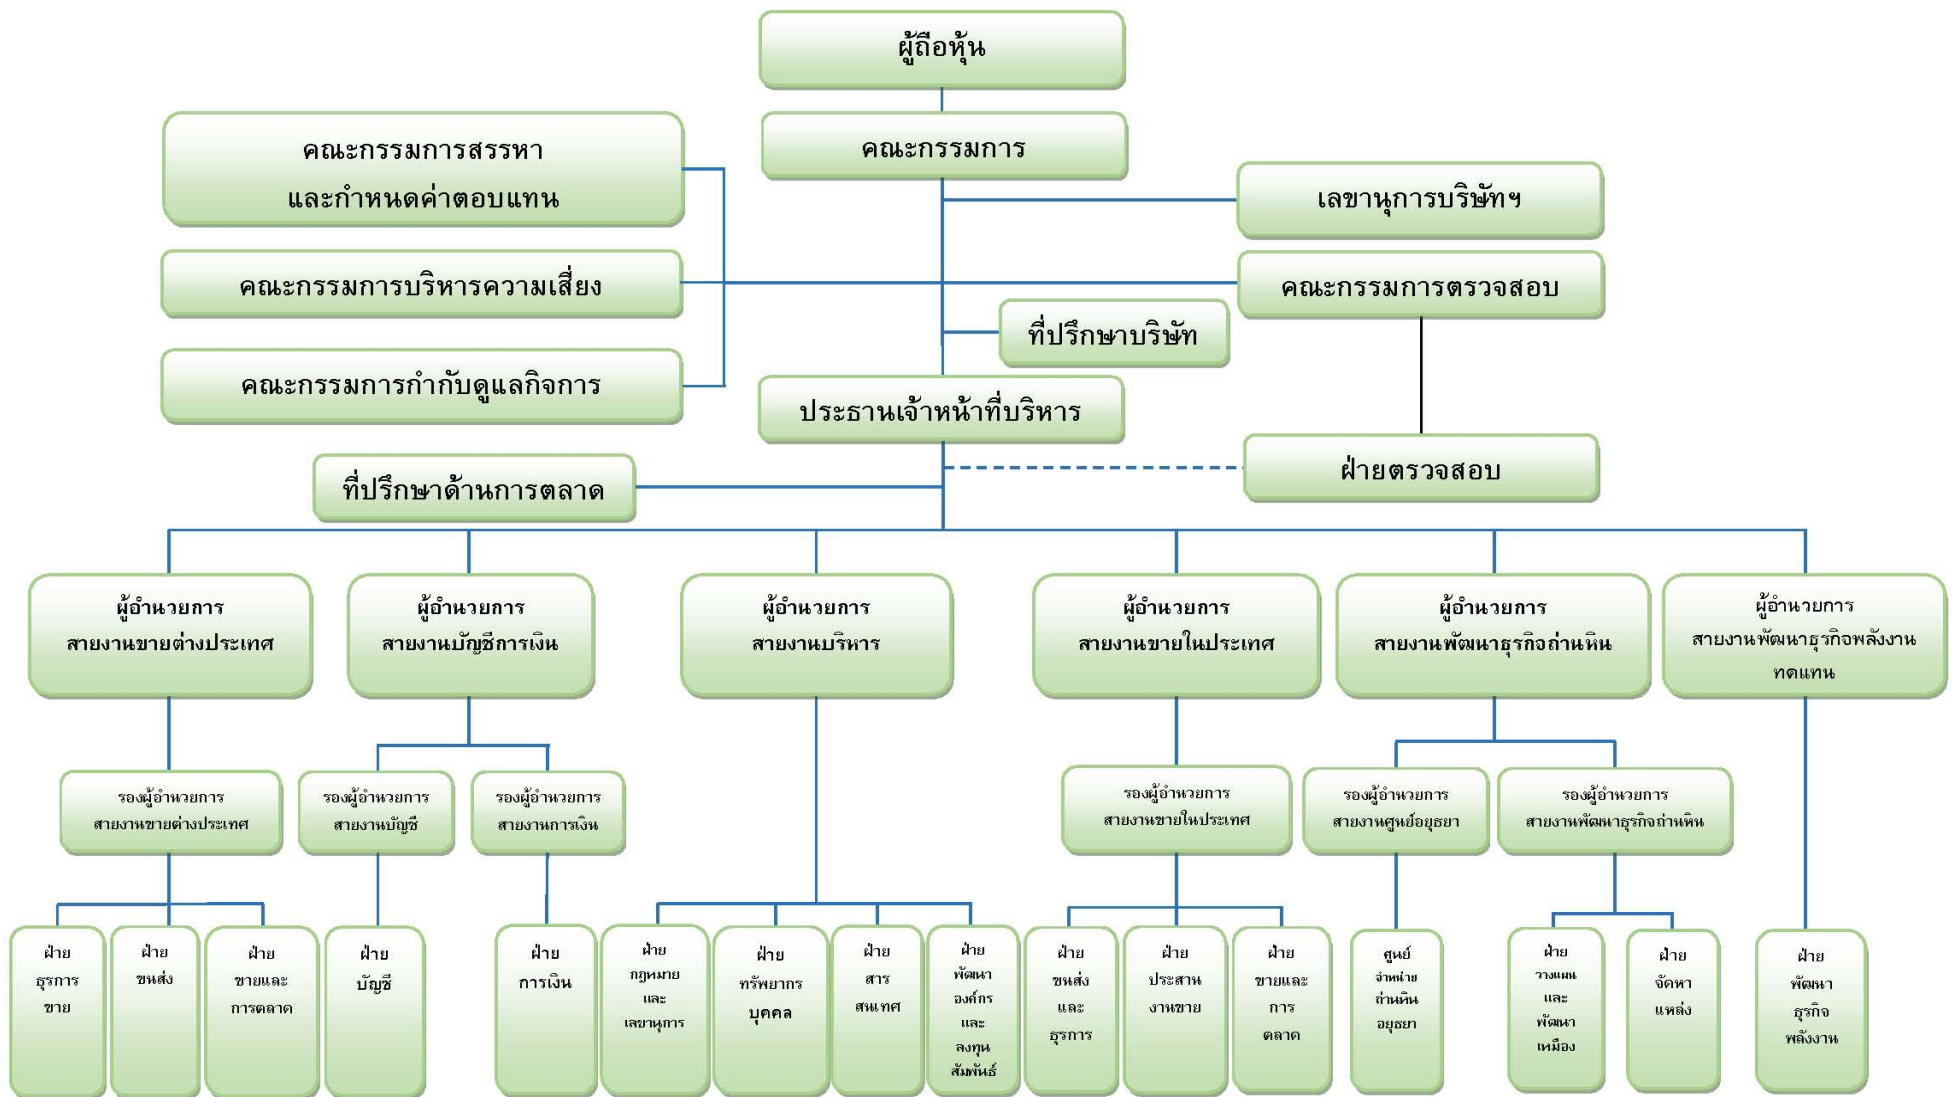 ผู้ถือหุ้น
คณะกรรมการ
คณะกรรมการสรรหา
และกำหนดค่าตอบแทน
เลขานุการบริษัทฯ
คณะกรรมการบริหารความเสี่ยง
คณะกรรมการตรวจสอบ
ที่ปรึกษาบริษัท
คณะกรรมการกำกับดูแลกิจการ
ประธานเจ้าหน้าที่บริหาร
ฝ่ายตรวจสอบ
ที่ปรึกษาด้านการตลาด
ผู้อำนวยการ
สายงานขายต่างประเทศ
ผู้อำนวยการ
สายงานบัญชีการเงิน
ผู้อำนวยการ
สายงานบริหาร
ผู้อำนวยการ
สายงานขายในประเทศ
ผู้อำนวยการ
สายงานพัฒนาธุรกิจถ่านหิน
ผู้อำนวยการ
สายงานพัฒนาธุรกิจพลังงาน
ทดแทน
รองผู้อำนวยการ
สายงานขายต่างประเทศ
รองผู้อำนวยการ
สายงานบัญชี
รองผู้อำนวยการ
สายงานการเงิน
รองผู้อำนวยการ
สายงานขายในประเทศ
รองผู้อำนวยการ
สายงานศูนย์อยุธยา
รองผู้อำนวยการ
สายงานพัฒนาธุรกิจถ่านหิน
ฝ่าย
ธุรการ
ขาย
ฝ่าย
ขนส่ง
ฝ่าย
ขายและ
การตลาด
ฝ่าย
บัญชี
ฝ่าย
การเงิน
ฝ่าย
กฎหมาย
และ
เลขานุการ
ฝ่าย
ทรัพยากร
บุคคล
ฝ่าย
สาร
สนเทศ
ฝ่าย
พัฒนา
องค์กร
และ
ลงทุน
สัมพันธ์
ฝ่าย
ขนส่ง
และ
ธุรการ
ฝ่าย
ประสาน
งานขาย
ฝ่าย
ขายและ
การ
ตลาด
ศูนย์
จำหน่าย
ถ่านหิน
อยุธยา
ฝ่าย
วางแผน
และ
พัฒนา
เหมือง
ฝ่าย
จัดหา
แหล่ง
ฝ่าย
พัฒนา
ธุรกิจ
พลังงาน